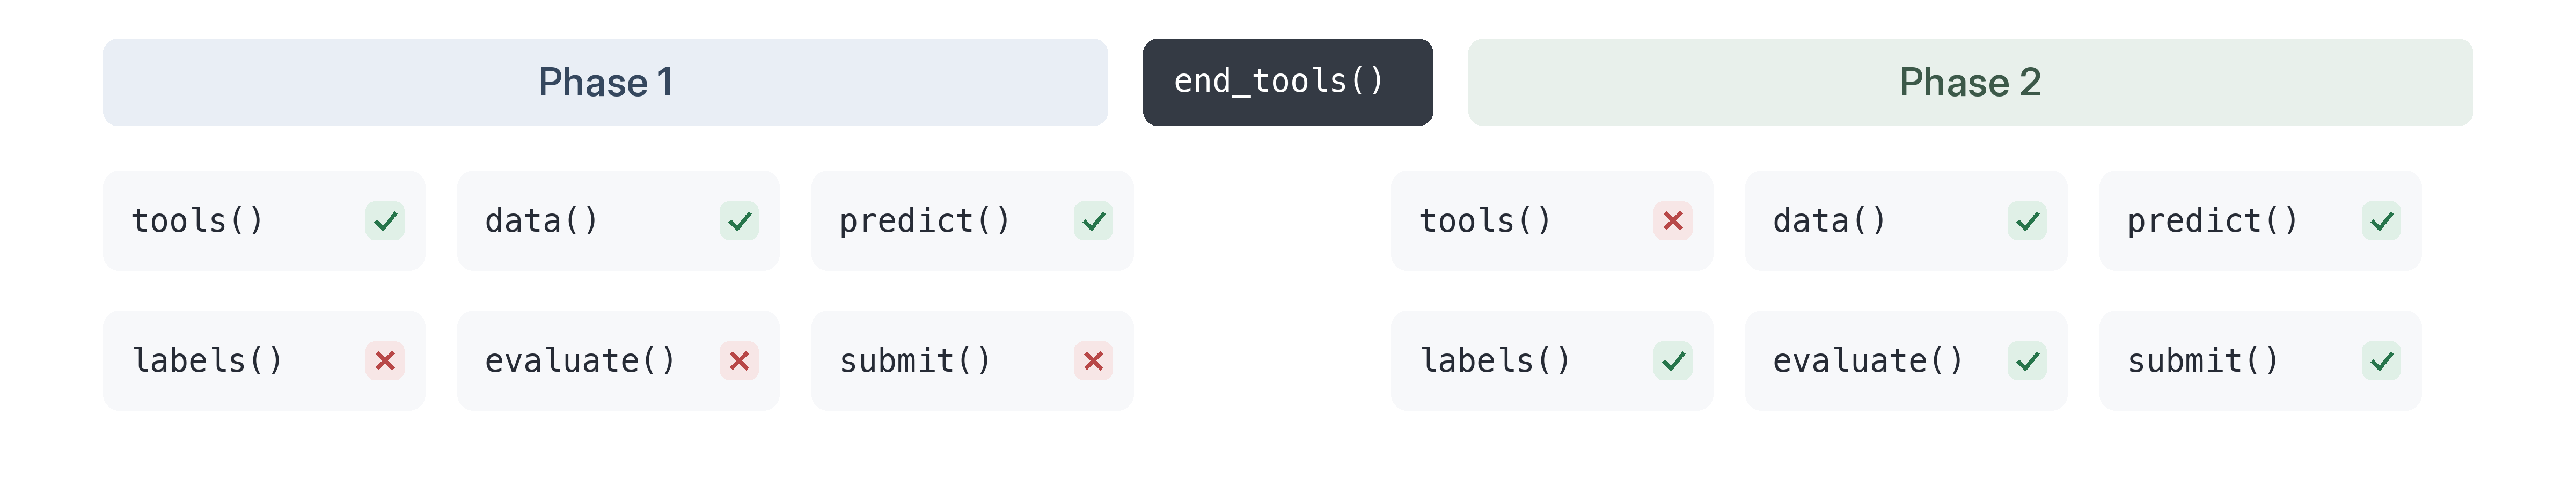 Phase 1
end_tools()
Phase 2
tools()
data()
predict()
tools()
data()
predict()
labels()
evaluate()
submit()
labels()
evaluate()
submit()